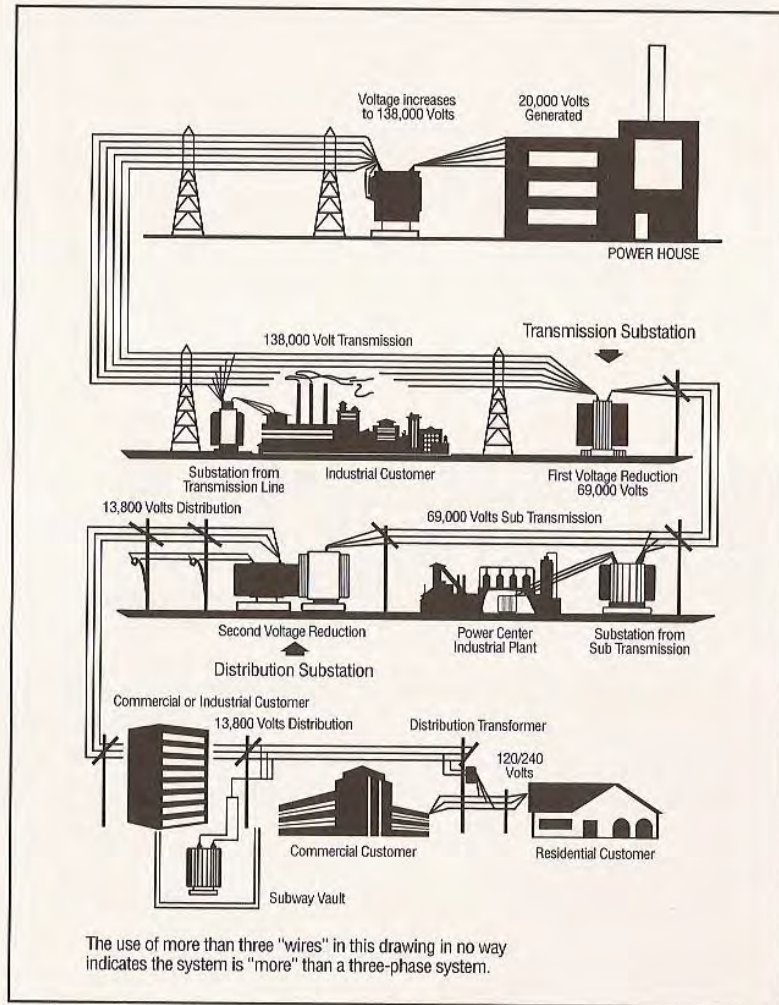 Voltage increases
to 138,000 Volts
20,000 Volts
Generated
POWER HOUSE
138,000 Volt Transmission
Transmission Substation
Substation from
Transmission Line
Industrial Customer
First Voltage Reduction
69,000 Volts
13,800 Volts Distribution
69,000 Volts Sub Transmission
Second Voltage Reduction
Power Center
Industrial Plant
Substation from
Sub Transmission
Distribution Substation
Commercial or Industrial Customer
13,800 Volts Distribution
Distribution Transformer
120/240
Volts
Commercial Customer
Residential Customer
Subway Vault
The use of more than three "wires" in this drawing in no way
indicates the system is "more" than a three-phase system.